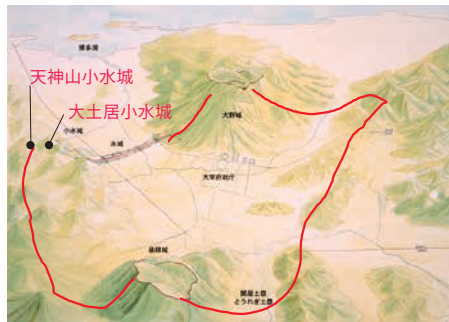 博多湾
天神山小水城
大土居小水城
小水城
水城
大野城
大宰府政庁
基肄城
関屋土塁
とうれぎ土塁